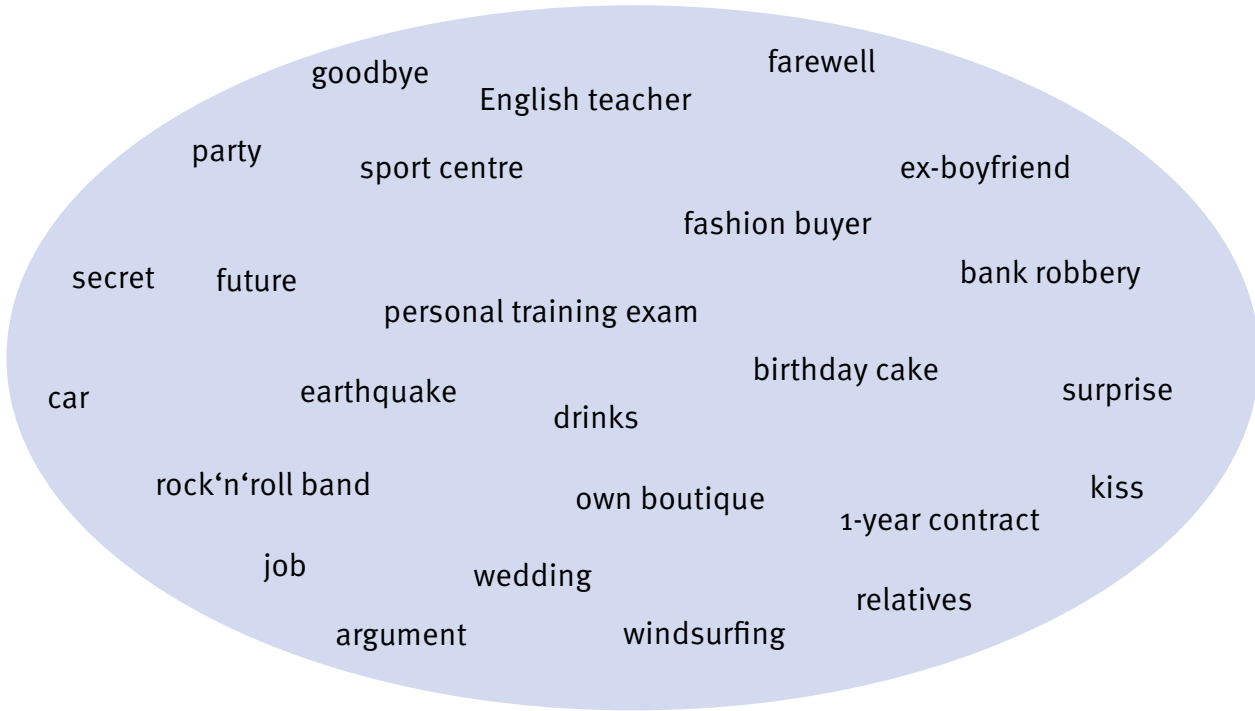 goodbye
farewell
English teacher
party
sport centre
ex-boyfriend
fashion buyer
secret
future
bank robbery
personal training exam
birthday cake
car
earthquake
surprise
drinks
rock‘n‘roll band
own boutique
kiss
1-year contract
job
wedding
relatives
argument
windsurfing